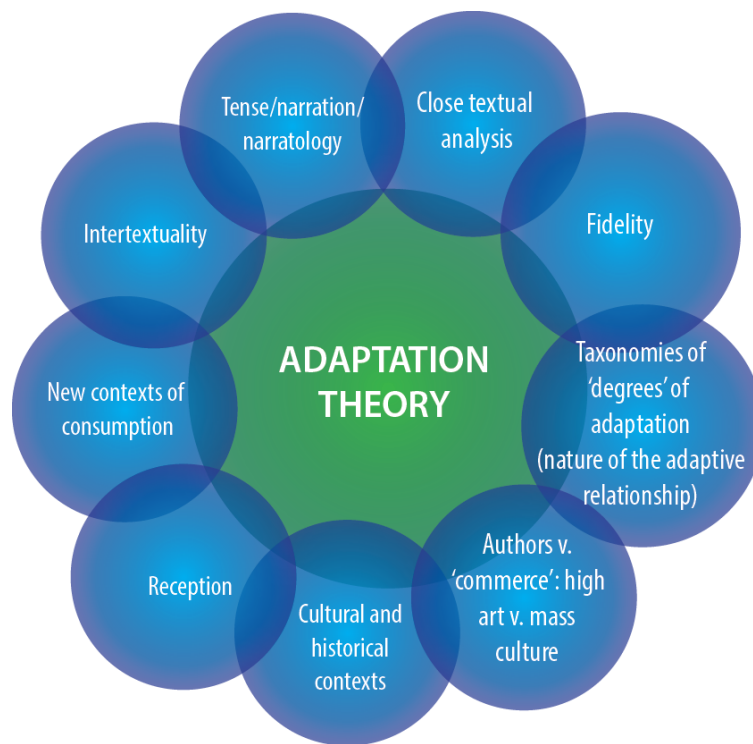 Tense/narration/
narratology
Close textual
analysis
Intertextuality
Fidelity
ADAPTATION
THEORY
Taxonomies of
‘degrees’ of
adaptation
(nature of the adaptive
relationship)
New contexts of
consumption
Authors v.
‘commerce’: high
art v. mass
culture
Reception
Cultural and
historical
contexts